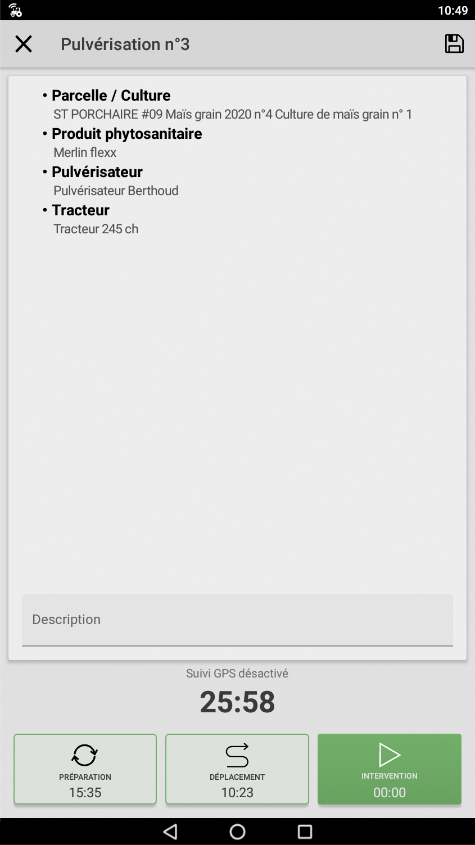 10:49
Pulvérisation n°3
• Parcelle / Culture
ST PORCHAIRE #09 Maïs grain 2020 n°4 Culture de maïs grain n° 1
• Produit phytosanitaire
Merlin flexx
• Pulvérisateur
Pulvérisateur Berthoud
• Tracteur
Tracteur 245 ch
Description
Suivi GPS désactivé
25:58
PRÉPARATION
15:35
DÉPLACEMENT
10:23
INTERVENTION
00:00